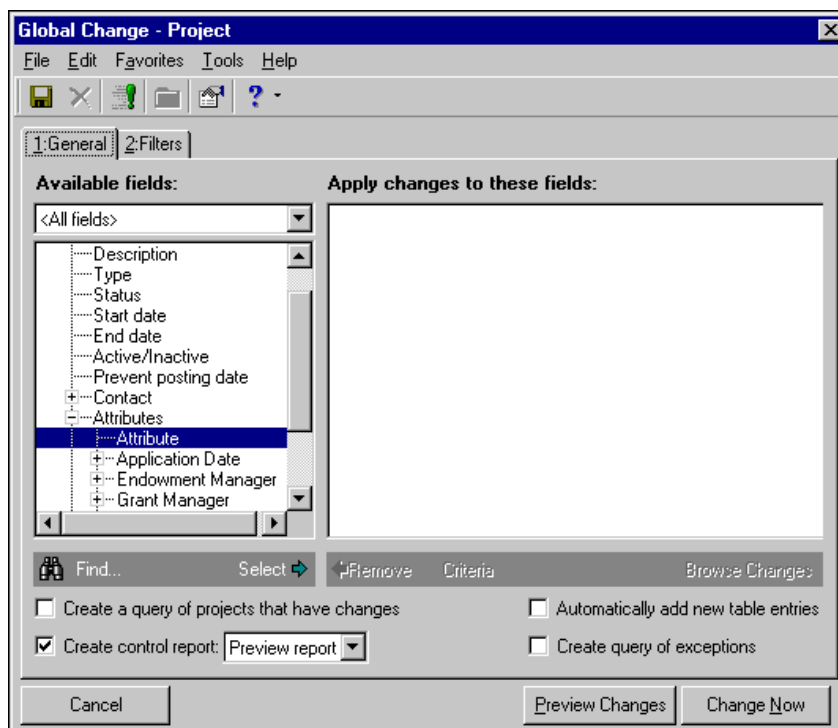 Global Change - Project
File Edit Favorites Tools Help
1:General 2:Filters
Available fields:
Apply changes to these fields:
<All fields>
Description
Type
Status
Start date
End date
Active/Inactive
Prevent posting date
Contact
Attributes
Attribute
Application Date
Endowment Manager
Grant Manager
Find... Select Remove Criteria Browse Changes
Create a query of projects that have changes
Automatically add new table entries
Create control report: Preview report
Create query of exceptions
Cancel Preview Changes Change Now